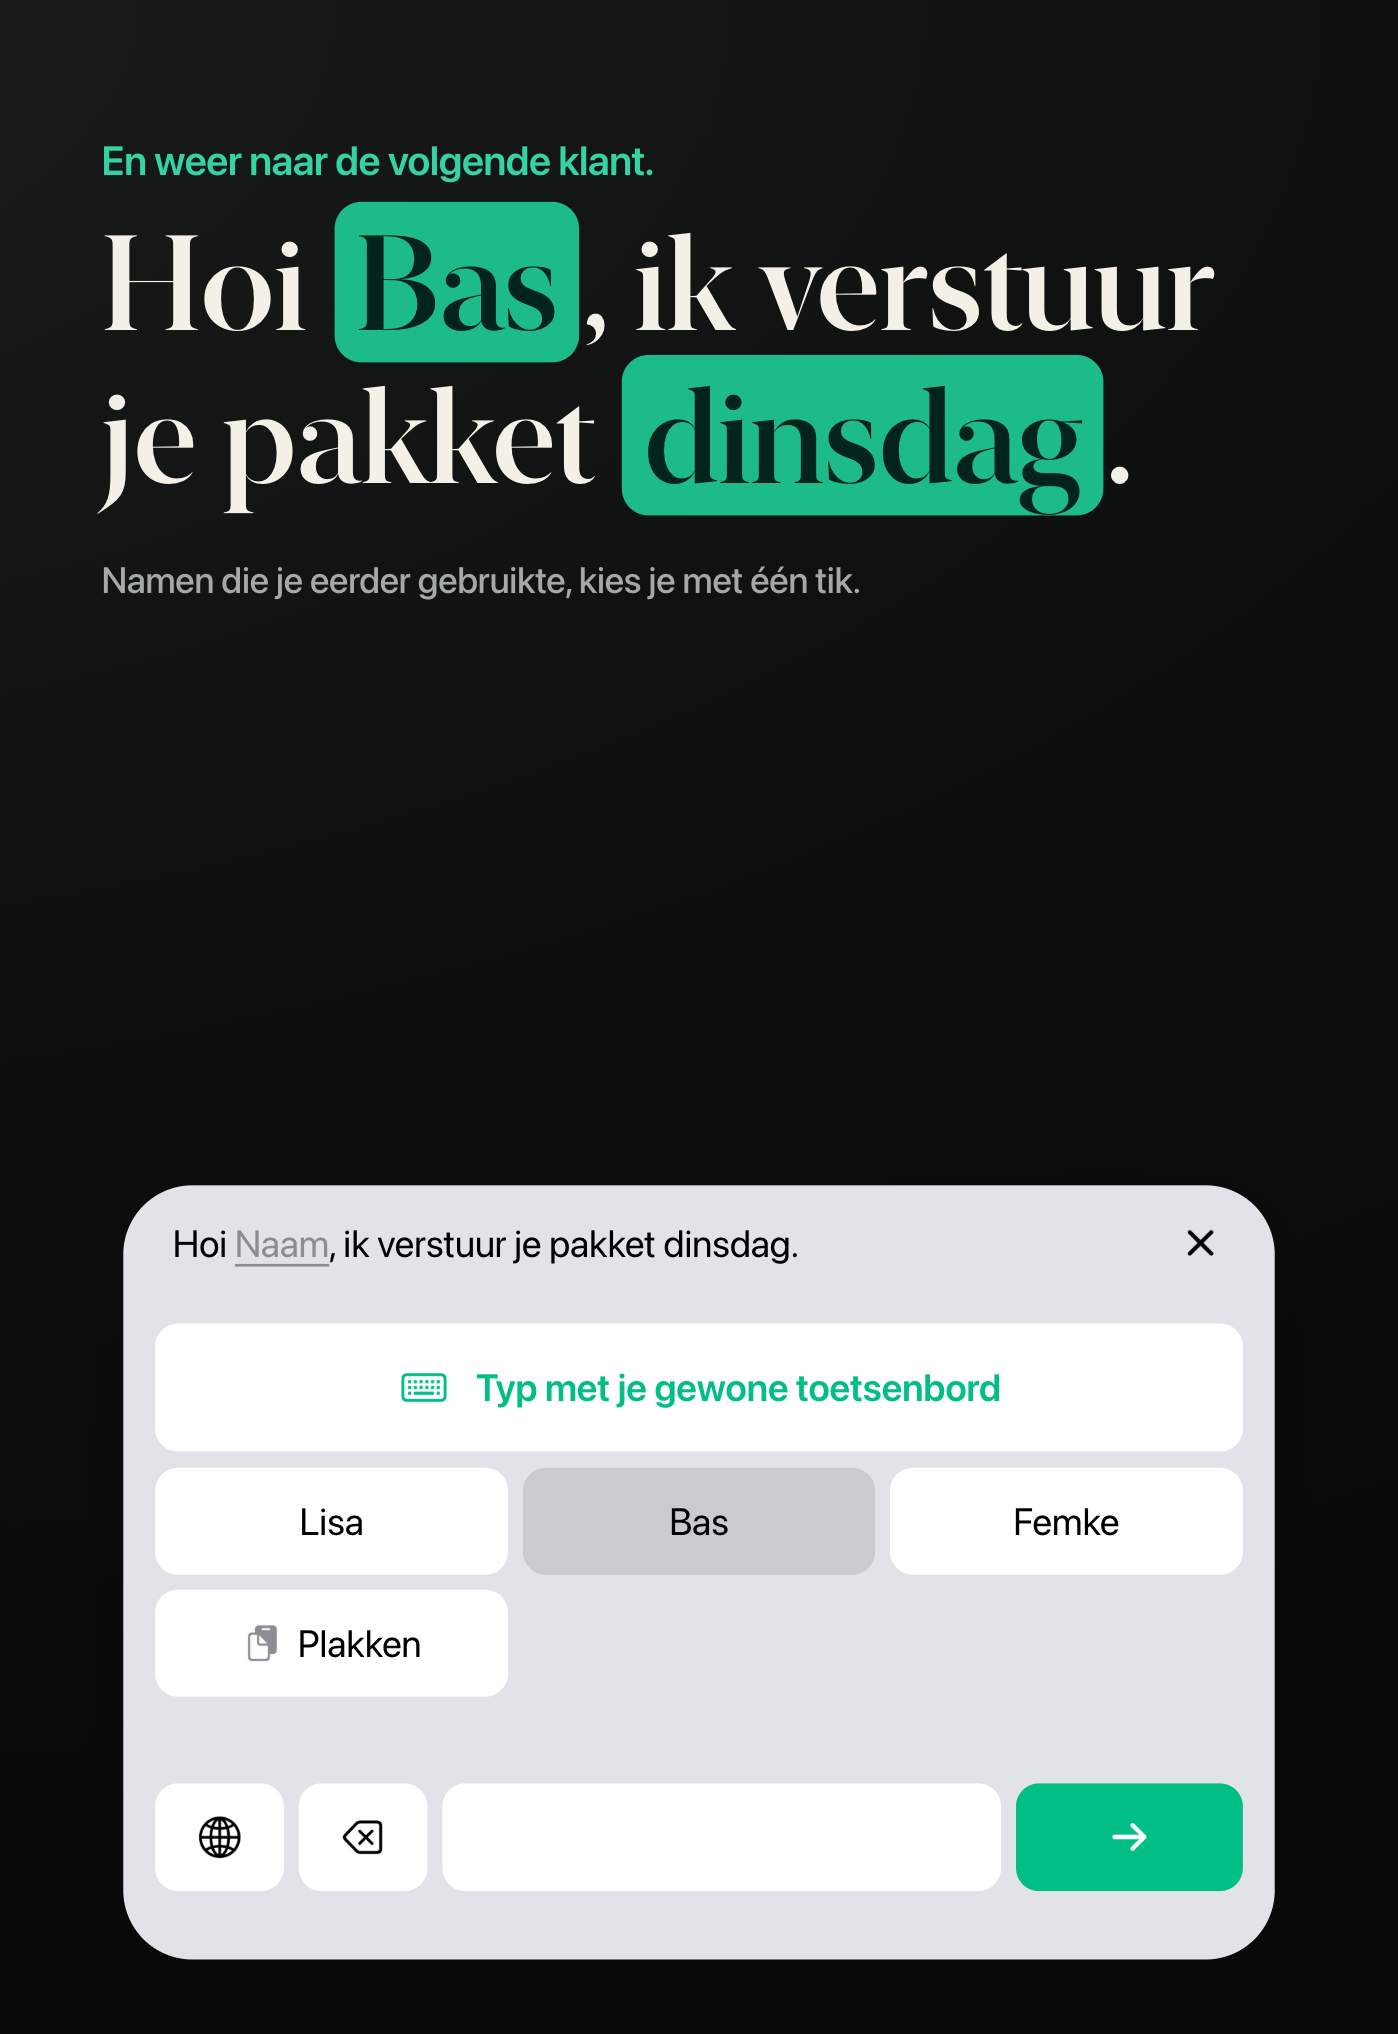 En weer naar de volgende klant.
Hoi Bas, ik verstuur
je pakket dinsdag.
Namen die je eerder gebruikte, kies je met één tik.
Hoi Naam, ik verstuur je pakket dinsdag.
Typ met je gewone toetsenbord
Lisa
Bas
Femke
Plakken